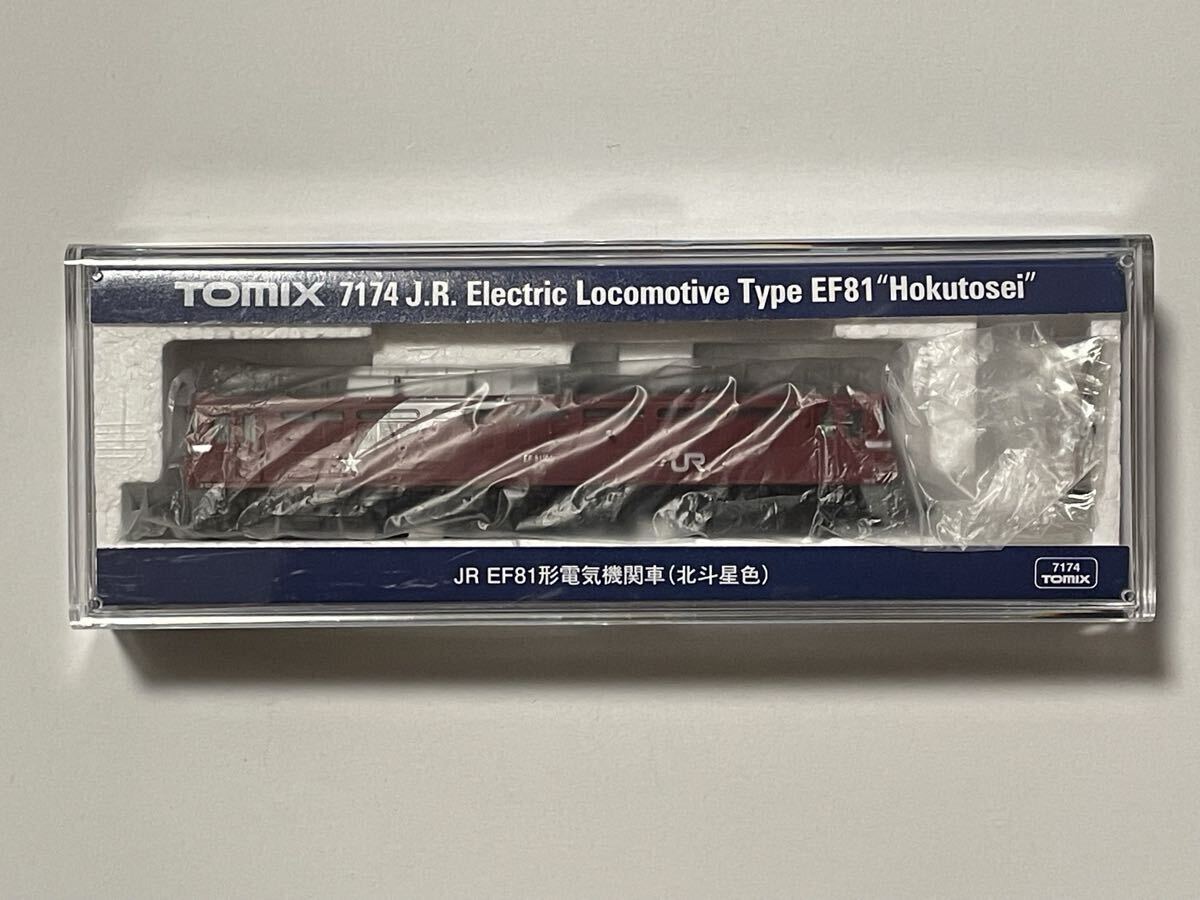 TOMIX 7174 J.R. Electric Locomotive Type EF81 “Hokutosei”
JR
JR EF81形電気機関車(北斗星色)
7174
TOMIX